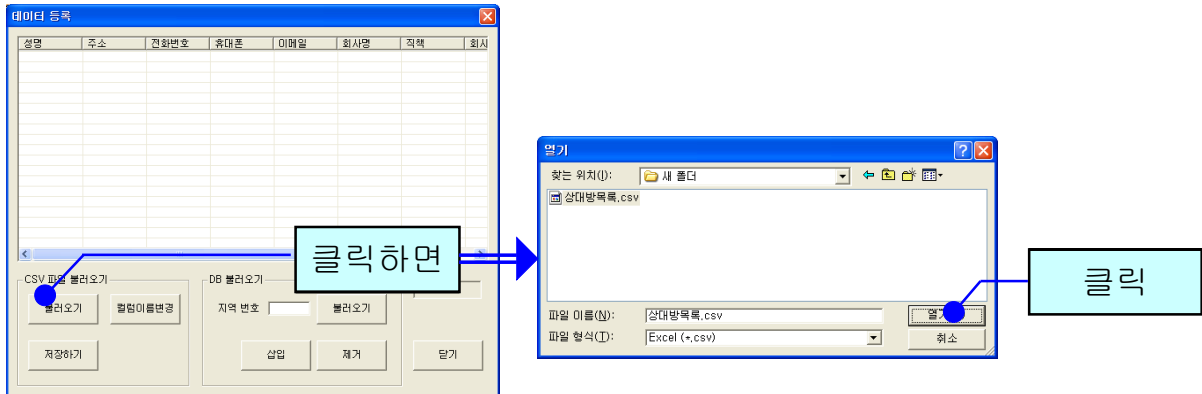 데이터 등록
성명 주소 전화번호 휴대폰 이메일 회사명 직책 회사
클릭하면
CSV 파일 불러오기
불러오기 컬럼이름변경
저장하기
DB 불러오기
지역 번호 불러오기
삽입 제거
닫기
열기
찾는 위치(I): 새 폴더
상대방목록.csv
파일 이름(N): 상대방목록.csv 열기
파일 형식(T): Excel (*.csv) 취소
클릭